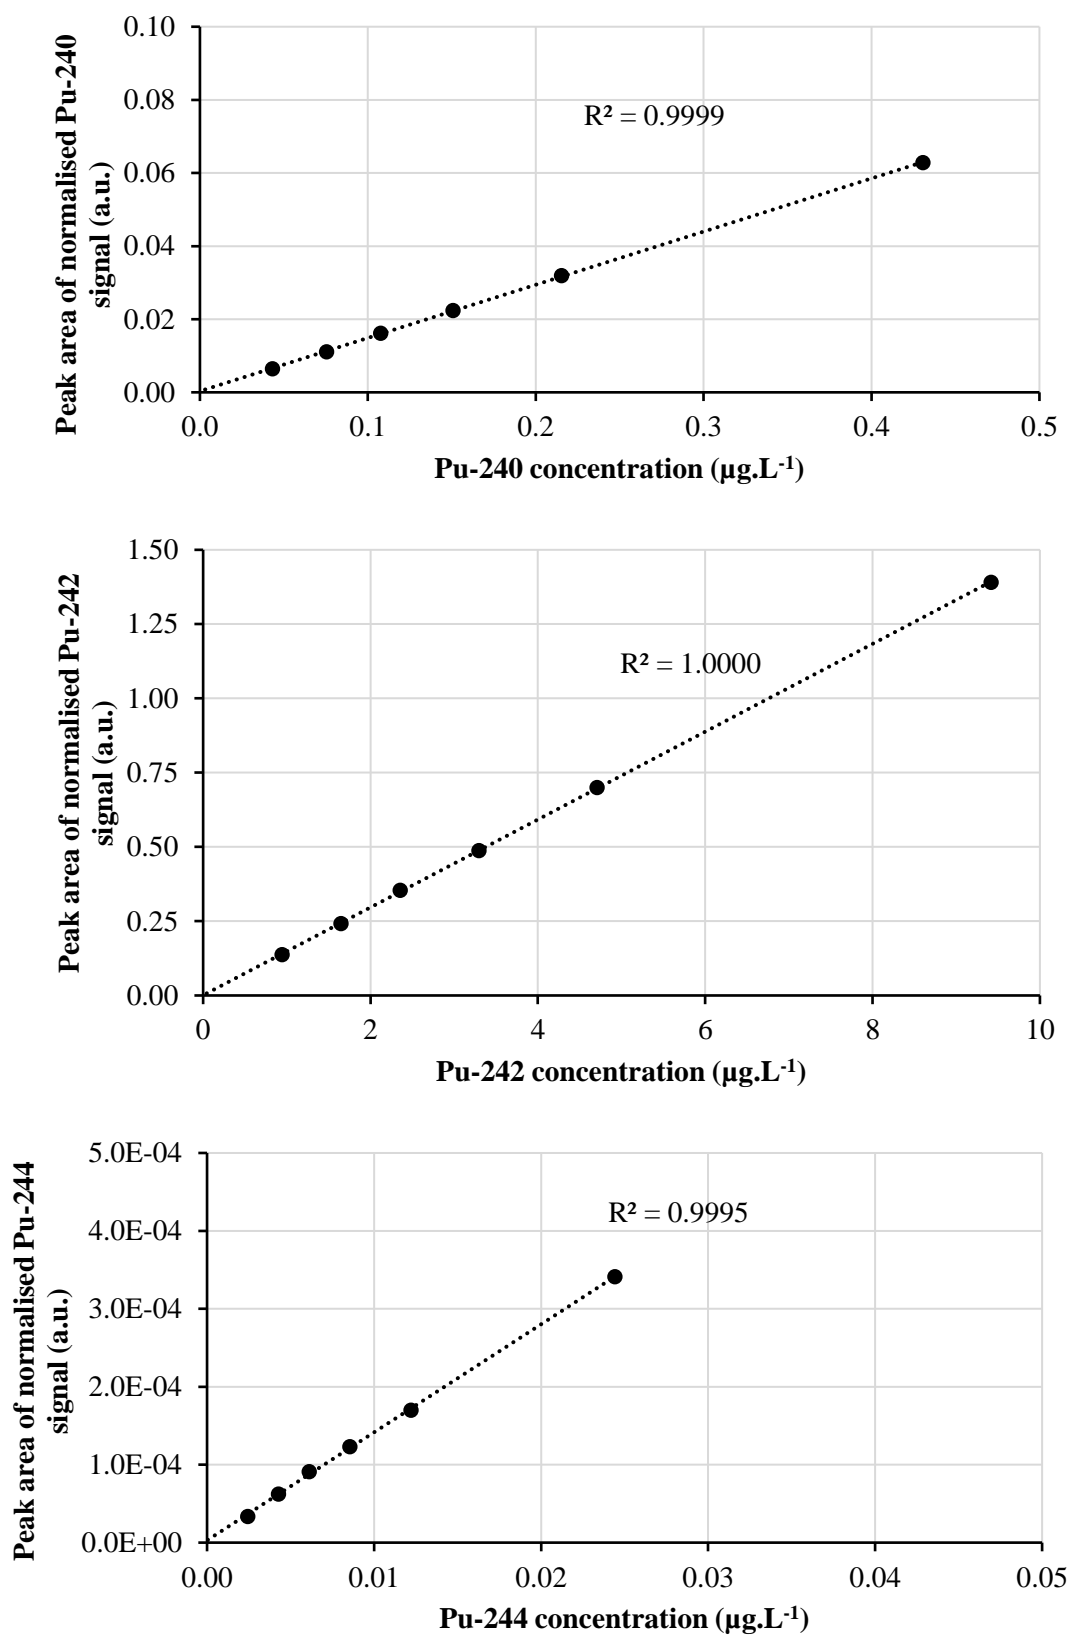 Peak area of normalised Pu-240
signal (a.u.)
0.10
0.08
0.06
0.04
0.02
0.00
R² = 0.9999
0.0 0.1 0.2 0.3 0.4 0.5
Pu-240 concentration (µg.L-1)
Peak area of normalised Pu-242
signal (a.u.)
1.50
1.25
1.00
0.75
0.50
0.25
0.00
R² = 1.0000
0 2 4 6 8 10
Pu-242 concentration (µg.L-1)
Peak area of normalised Pu-244
signal (a.u.)
5.0E-04
4.0E-04
3.0E-04
2.0E-04
1.0E-04
0.0E+00
R² = 0.9995
0.00 0.01 0.02 0.03 0.04 0.05
Pu-244 concentration (µg.L-1)